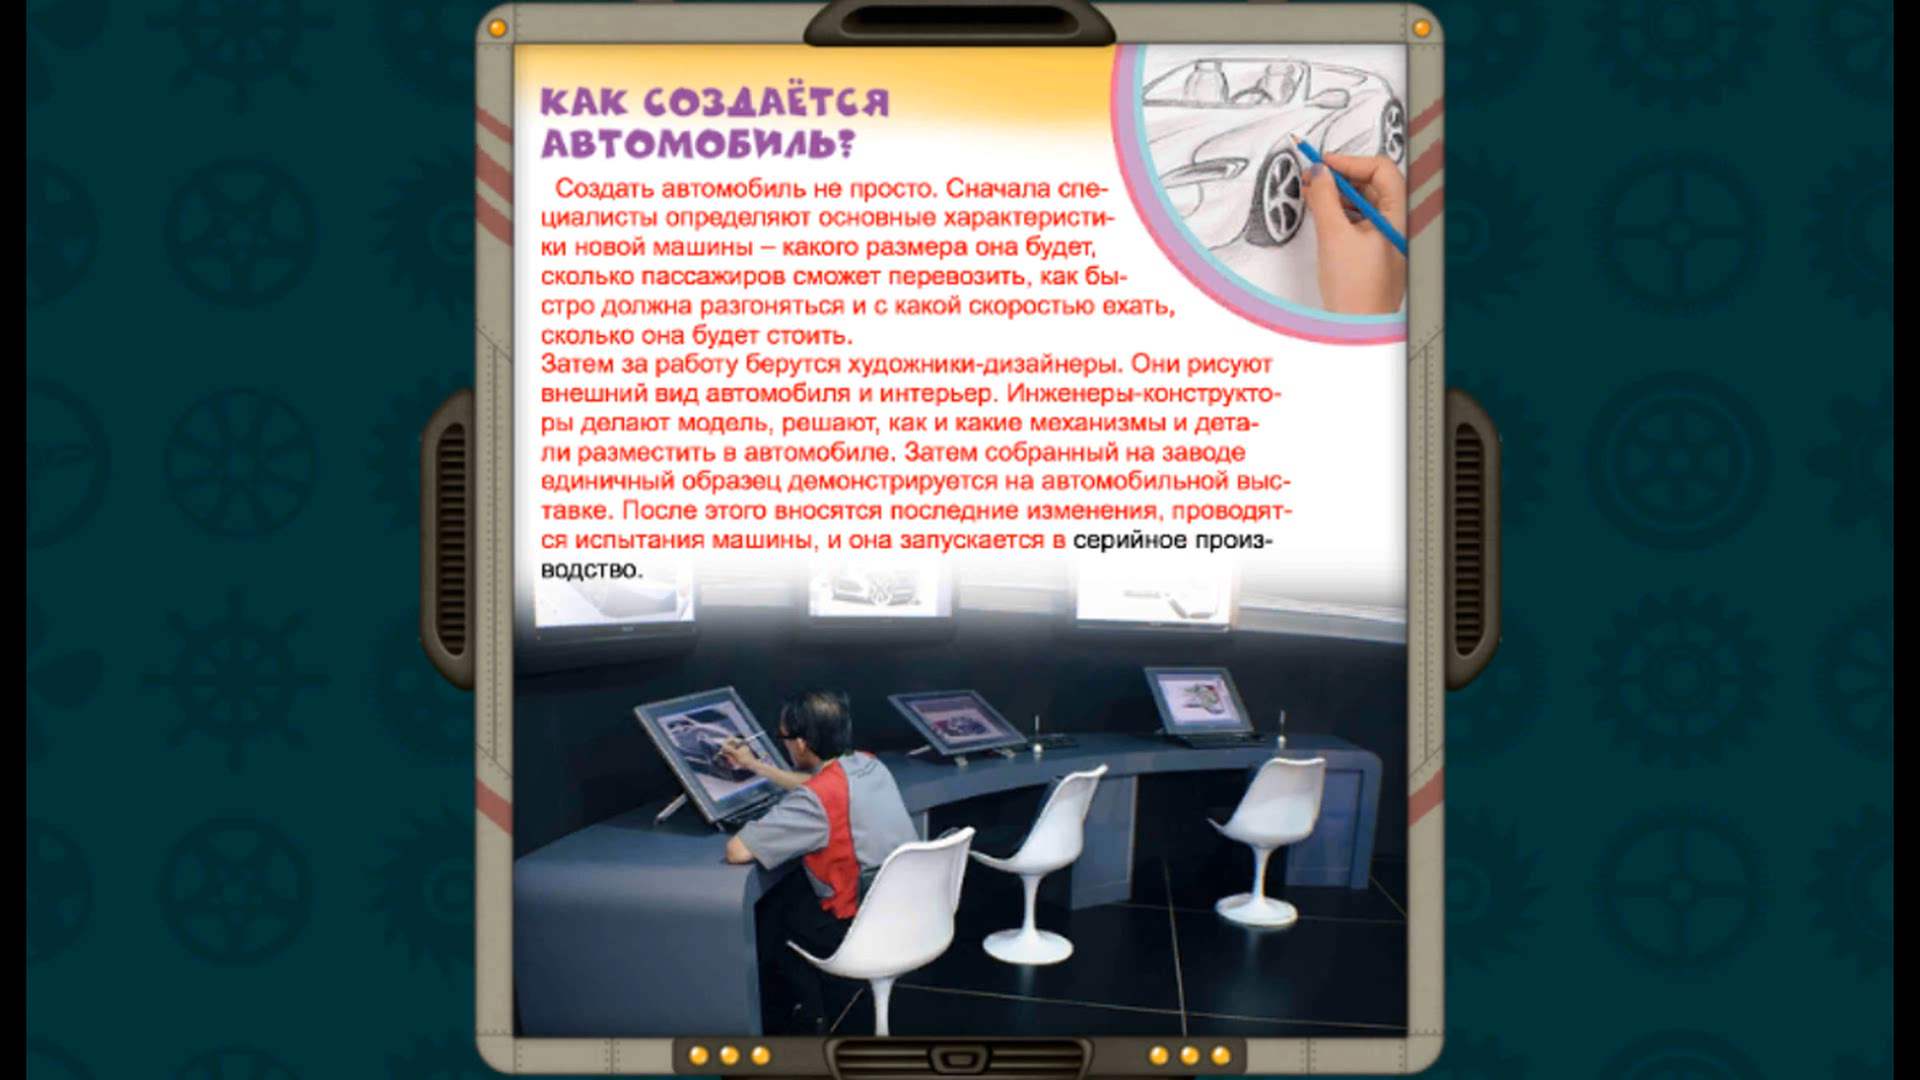 КАК СОЗДАЁТСЯ
АВТОМОБИЛЬ?
Создать автомобиль не просто. Сначала спе-
циалисты определяют основные характеристи-
ки новой машины – какого размера она будет,
сколько пассажиров сможет перевозить, как бы-
стро должна разгоняться и с какой скоростью ехать,
сколько она будет стоить.
Затем за работу берутся художники-дизайнеры. Они рисуют
внешний вид автомобиля и интерьер. Инженеры-конструкто-
ры делают модель, решают, как и какие механизмы и дета-
ли разместить в автомобиле. Затем собранный на заводе
единичный образец демонстрируется на автомобильной выс-
тавке. После этого вносятся последние изменения, проводят-
ся испытания машины, и она запускается в серийное произ-
водство.